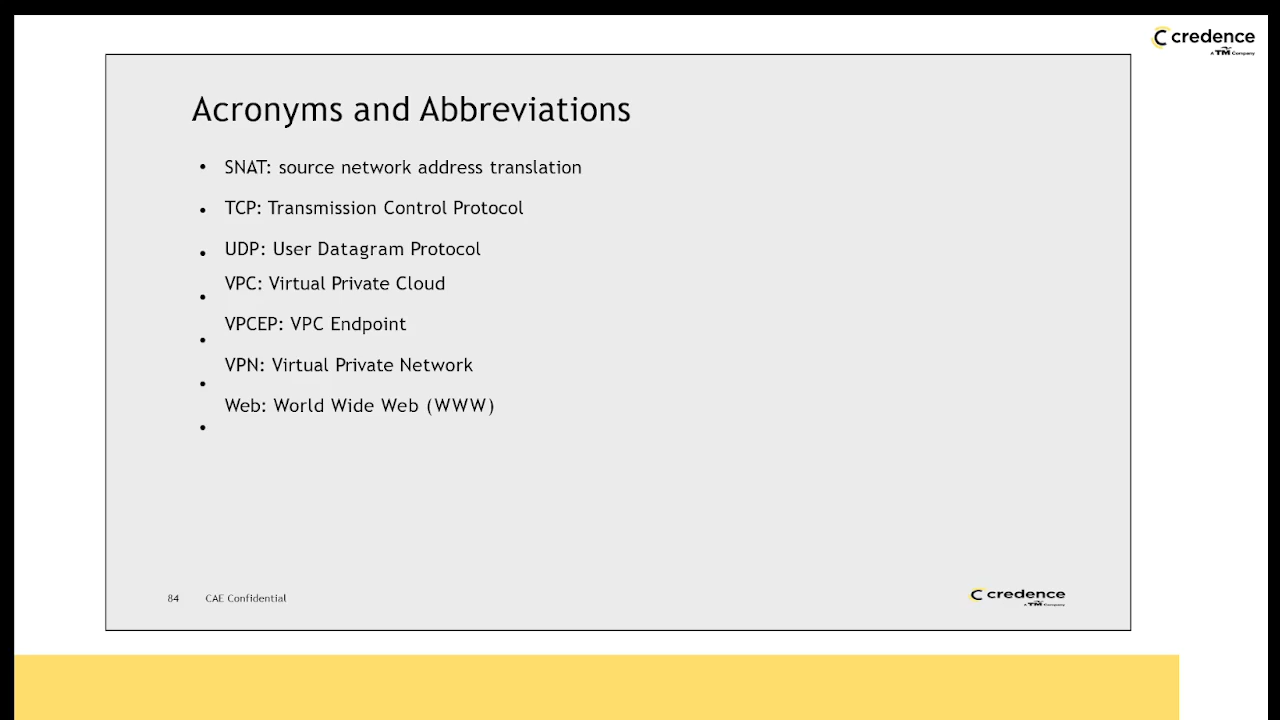 credence
A TM Company
Acronyms and Abbreviations
• SNAT: source network address translation
• TCP: Transmission Control Protocol
• UDP: User Datagram Protocol
• VPC: Virtual Private Cloud
• VPCEP: VPC Endpoint
• VPN: Virtual Private Network
• Web: World Wide Web (WWW)
84 CAE Confidential
credence
A TM Company